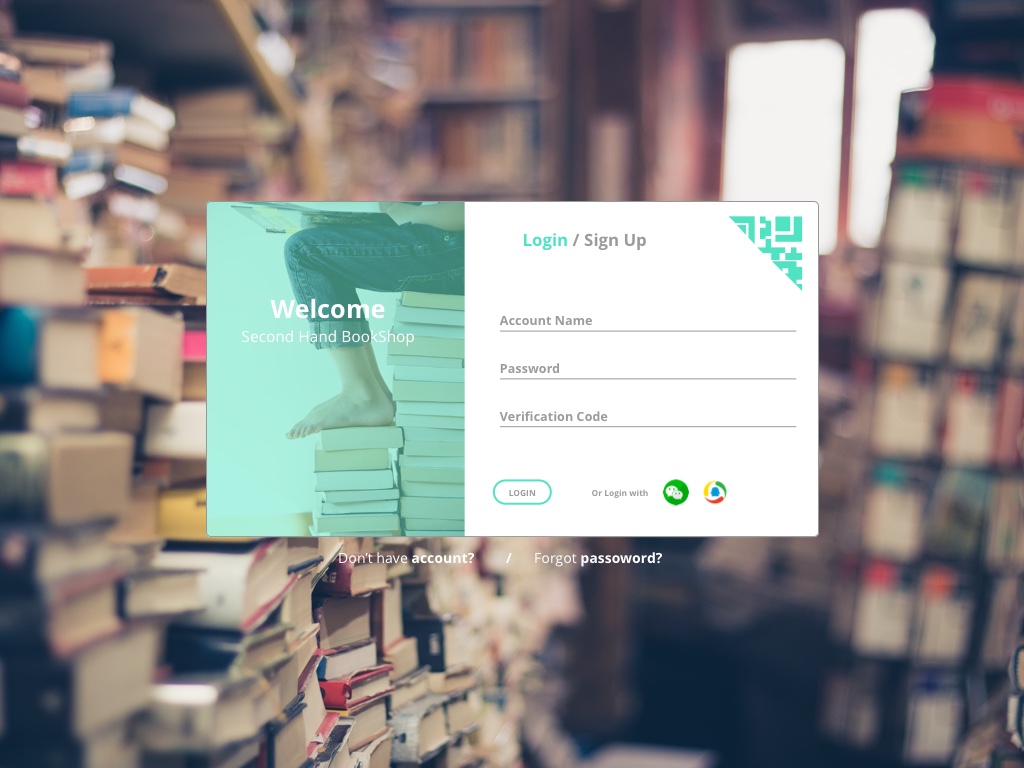 Welcome
Second Hand BookShop
Login / Sign Up
Account Name
Password
Verification Code
LOGIN
Or Login with
Don't have account? / Forgot passoword?